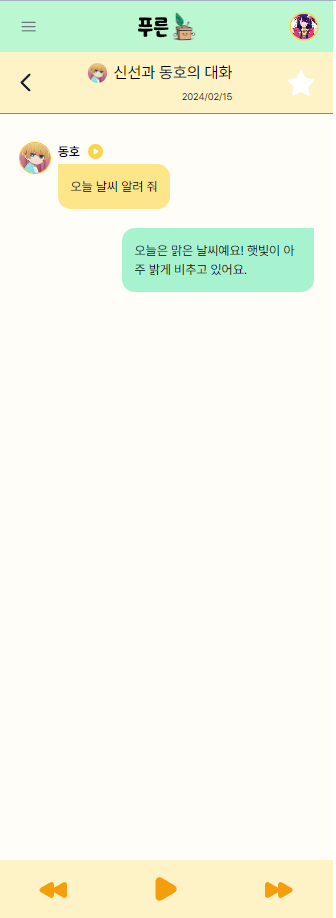 푸른
신선과 동호의 대화
2024/02/15
동호
오늘 날씨 알려 줘
오늘은 맑은 날씨예요! 햇빛이 아
주 밝게 비추고 있어요.